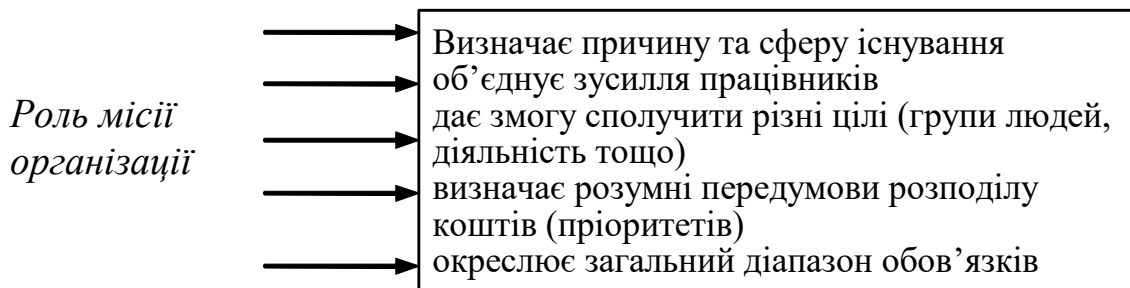 Роль місії
організації
Визначає причину та сферу існування
об’єднує зусилля працівників
дає змогу сполучити різні цілі (групи людей,
діяльність тощо)
визначає розумні передумови розподілу
коштів (пріоритетів)
окреслює загальний діапазон обов’язків